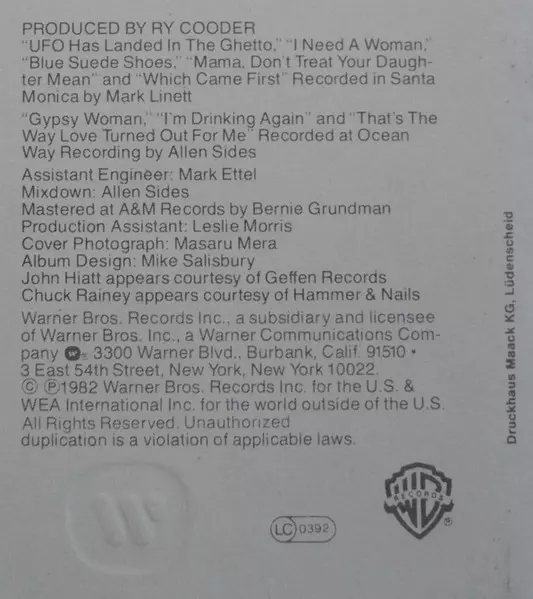 PRODUCED BY RY COODER
"UFO Has Landed In The Ghetto," "I Need A Woman,"
"Blue Suede Shoes," "Mama, Don't Treat Your Daugh-
ter Mean" and "Which Came First" Recorded in Santa
Monica by Mark Linett
"Gypsy Woman," "I'm Drinking Again" and "That's The
Way Love Turned Out For Me" Recorded at Ocean
Way Recording by Allen Sides
Assistant Engineer: Mark Ettel
Mixdown: Allen Sides
Mastered at A&M Records by Bernie Grundman
Production Assistant: Leslie Morris
Cover Photograph: Masaru Mera
Album Design: Mike Salisbury
John Hiatt appears courtesy of Geffen Records
Chuck Rainey appears courtesy of Hammer & Nails
Warner Bros. Records Inc., a subsidiary and licensee
of Warner Bros. Inc., a Warner Communications Com-
pany W ® 3300 Warner Blvd., Burbank, Calif. 91510 •
3 East 54th Street, New York, New York 10022.
© ℗1982 Warner Bros. Records Inc. for the U.S. &
WEA International Inc. for the world outside of the U.S.
All Rights Reserved. Unauthorized
duplication is a violation of applicable laws.
Druckhaus Maack KG, Lüdenscheid
W
LC 0392
WB RECORDS ®